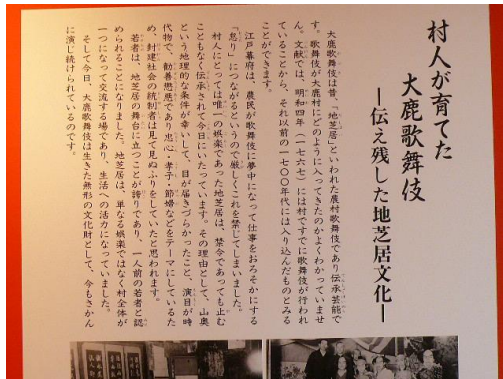 村人が育てた
大鹿歌舞伎
―伝え残した地芝居文化―
大鹿歌舞伎は昔、「地芝居」といわれた農村歌舞伎であり伝承芸能で
す。歌舞伎が大鹿村にどのように入ってきたのかよくわかっていませ
ん。文献では、明和四年（一七六七）には村ですでに歌舞伎が行われ
ていることから、それ以前の一七〇〇年代には入り込んだものとみる
ことができます。
江戸幕府は、農民が歌舞伎に夢中になって仕事をおろそかにする
「怠り」につながるというので厳しくこれを禁じてしまいました。
村人にとっては唯一の娯楽であった地芝居は、禁令であっても止む
こともなく伝承されて今日にいたっています。その理由として、山奥
という地理的な条件が幸いして、目が届きづらかったこと、演目が時
代物で、勧善懲悪であり忠心・孝子・節婦などをテーマにしているた
め、封建社会の統制者は見て見ぬふりをしていたと思われます。
若者は、地芝居の舞台に立つことが誇りであり、一人前の若者と認
められることになりました。地芝居は、単なる娯楽ではなく村全体が
一つになって交流する場であり、生活への活力になっていました。
そして今日、大鹿歌舞伎は生きた無形の文化財として、今もさかん
に演じ続けられているのです。